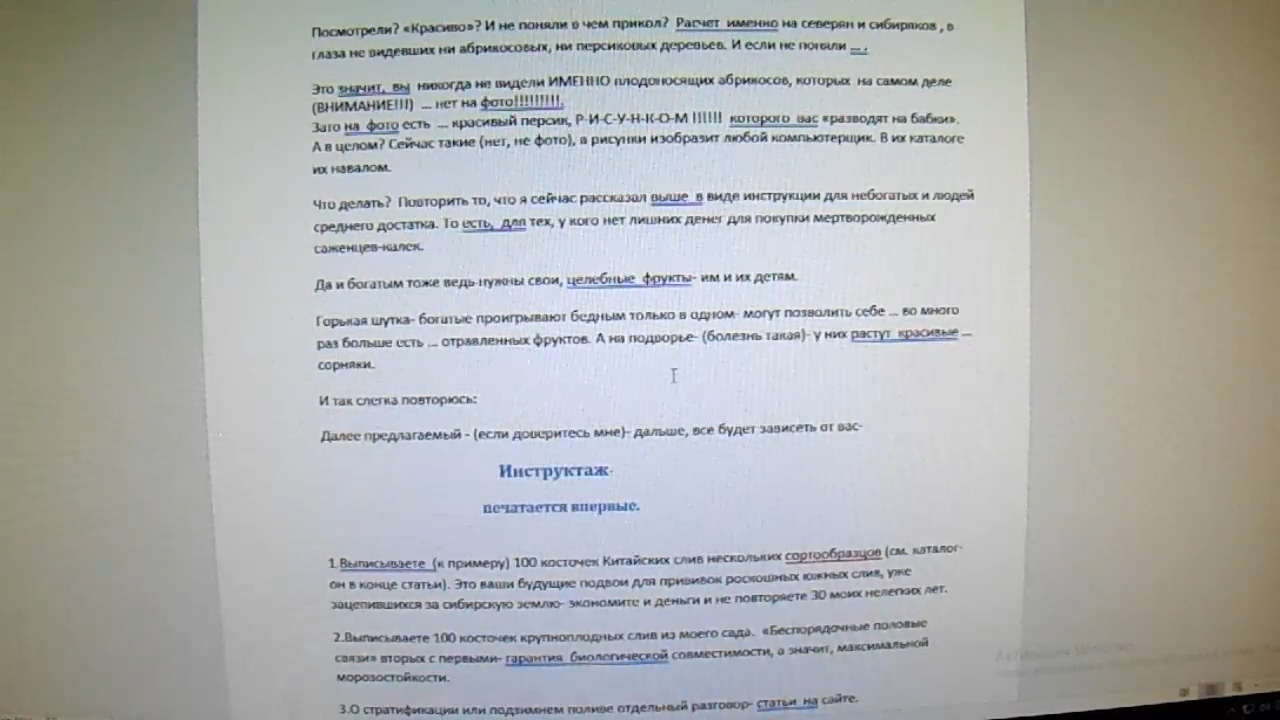 Посмотрели? «Красиво»? И не поняли в чем прикол?  Расчет  именно на северян и сибиряков , в
глаза не видевших ни абрикосовых, ни персиковых деревьев. И если не поняли ... .
Это значит,  вы  никогда не видели ИМЕННО плодоносящих абрикосов, которых  на самом деле
(ВНИМАНИЕ!!!)  ... нет на фото!!!!!!!!!.
Зато на  фото есть  ... красивый персик, Р-И-С-У-Н-К-О-М !!!!!!  которого  вас «разводят на бабки».
А в целом? Сейчас такие (нет, не фото), а рисунки изобразит любой компьютерщик. В их каталоге
их навалом.
Что делать?  Повторить то, что я сейчас рассказал выше  в виде инструкции для небогатых и людей
среднего достатка. То есть,  для тех, у кого нет лишних денег для покупки мертворожденных
саженцев-калек.
Да и богатым тоже ведь нужны свои, целебные  фрукты- им и их детям.
Горькая шутка- богатые проигрывают бедным только в одном- могут позволить себе ... во много
раз больше есть ... отравленных фруктов. А на подворье- (болезнь такая)- у них растут  красивые ...
сорняки.
И так слегка повторюсь:
Далее предлагаемый - (если доверитесь мне)- дальше, все будет зависеть от вас-
Инструктаж-
печатается впервые.
1.Выписываете  (к примеру) 100 косточек Китайских слив нескольких сортообразцов (см. каталог-
он в конце статьи). Это ваши будущие подвои для прививок роскошных южных слив, уже
зацепившихся за сибирскую землю- экономите и деньги и не повторяете 30 моих нелепких лет.
2.Выписываете 100 косточек крупноплодных слив из моего сада.  «Беспорядочные половые
связи» вторых с первыми- гарантия  биологической совместимости, а значит, максимальной
морозостойкости.
3.О стратификации или подзимнем поливе отдельный разговор- статьи  на сайте.